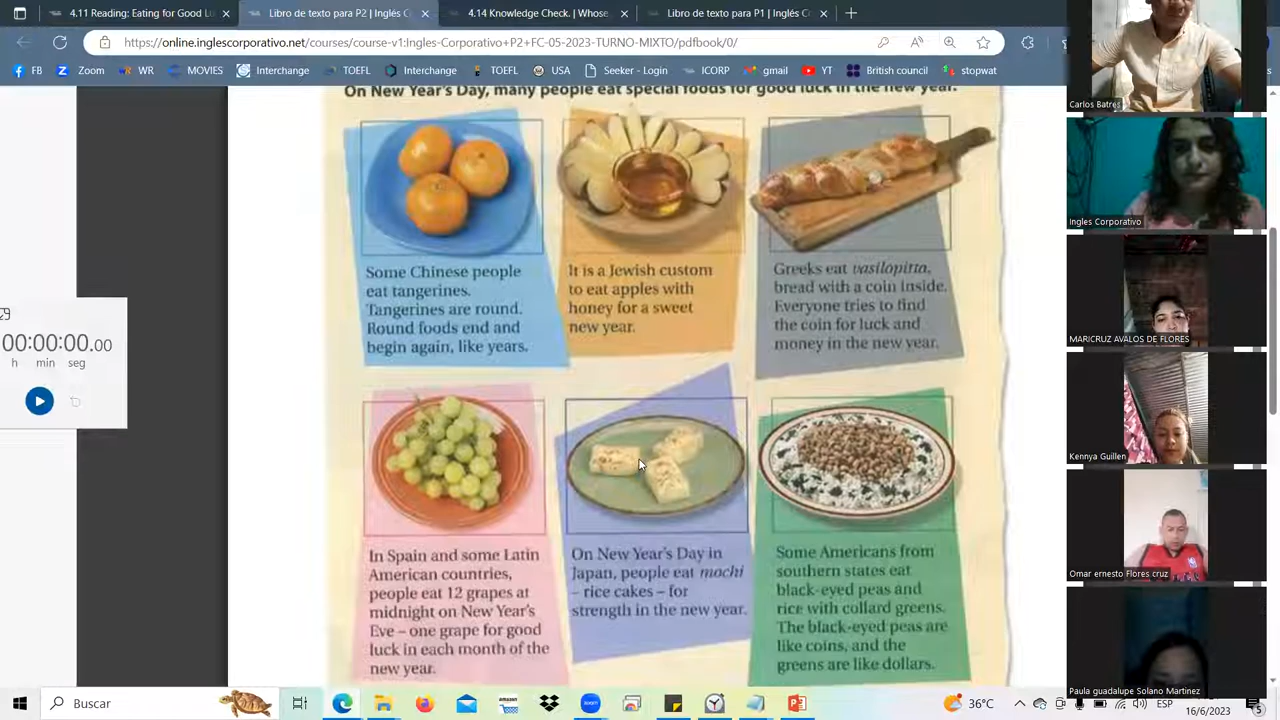 4.11 Reading: Eating for Good Lu
Libro de texto para P2 | Inglés C
4.14 Knowledge Check. | Whose
Libro de texto para P1 | Inglés C
https://online.inglescorporativo.net/courses/course-v1:Ingles-Corporativo+P2+FC-05-2023-TURNO-MIXTO/pdfbook/0/
FB
Zoom
WR
MOVIES
Interchange
TOEFL
Interchange
TOEFL
USA
Seeker - Login
ICORP
gmail
YT
British council
stopwat
On New Year's Day, many people eat special foods for good luck in the new year.
Some Chinese people
eat tangerines.
Tangerines are round.
Round foods end and
begin again, like years.
It is a Jewish custom
to eat apples with
honey for a sweet
new year.
Greeks eat vasilopitta,
bread with a coin inside.
Everyone tries to find
the coin for luck and
money in the new year.
In Spain and some Latin
American countries,
people eat 12 grapes at
midnight on New Year's
Eve – one grape for good
luck in each month of the
new year.
On New Year's Day in
Japan, people eat mochi
– rice cakes – for
strength in the new year.
Some Americans from
southern states eat
black-eyed peas and
rice with collard greens.
The black-eyed peas are
like coins, and the
greens are like dollars.
00:00:00.00
h min seg
Carlos Batres
Ingles Corporativo
MARICRUZ AVALOS DE FLORES
Kennya Guillen
Omar ernesto Flores cruz
Paula guadalupe Solano Martinez
Buscar
amazon
36°C
ESP
16/6/2023
5